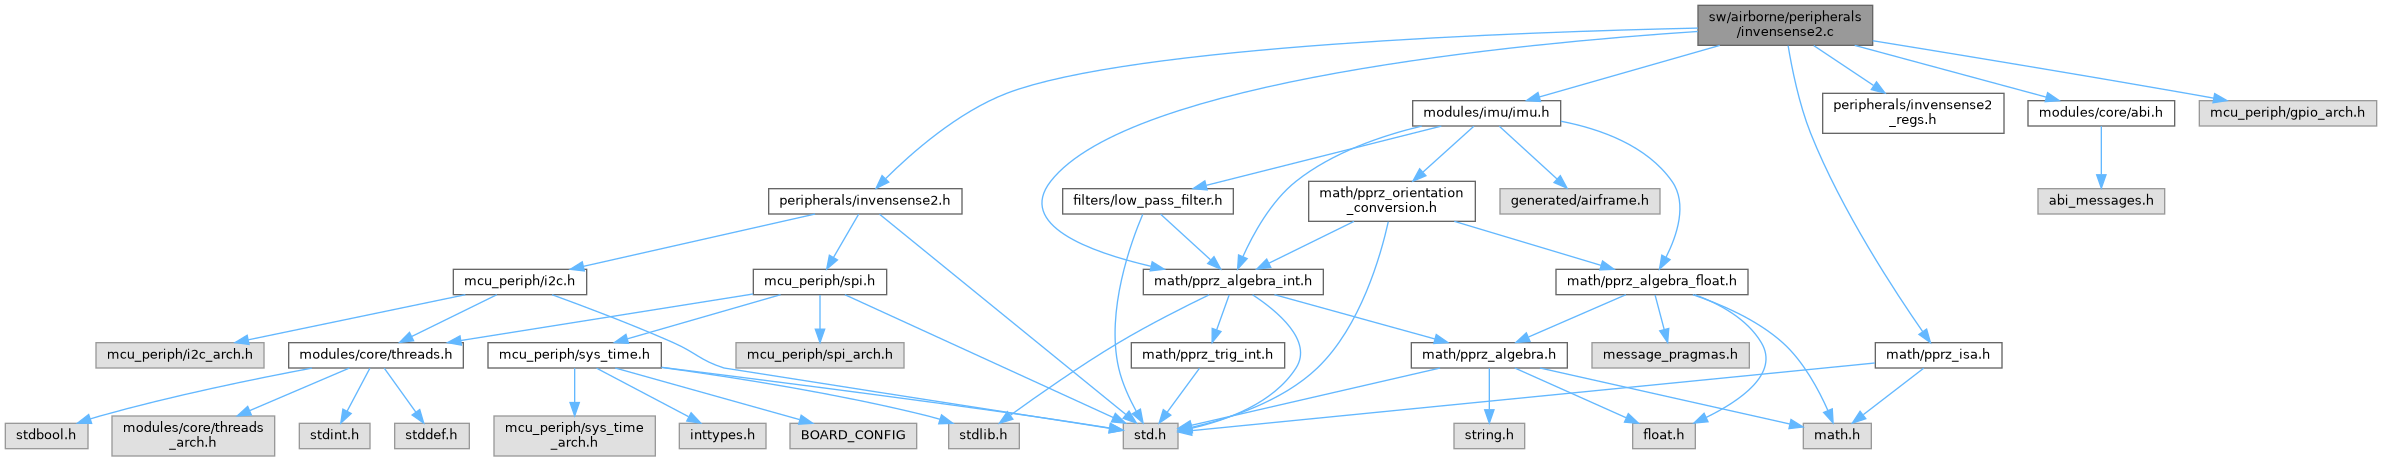 sw/airborne/peripherals
/invensense2.c
modules/imu/imu.h
peripherals/invensense2
_regs.h
modules/core/abi.h
mcu_periph/gpio_arch.h
peripherals/invensense2.h
filters/low_pass_filter.h
math/pprz_orientation
_conversion.h
generated/airframe.h
abi_messages.h
mcu_periph/i2c.h
mcu_periph/spi.h
math/pprz_algebra_int.h
math/pprz_algebra_float.h
mcu_periph/i2c_arch.h
modules/core/threads.h
mcu_periph/sys_time.h
mcu_periph/spi_arch.h
math/pprz_trig_int.h
math/pprz_algebra.h
message_pragmas.h
math/pprz_isa.h
stdbool.h
modules/core/threads
_arch.h
stdint.h
stddef.h
mcu_periph/sys_time
_arch.h
inttypes.h
BOARD_CONFIG
stdlib.h
std.h
string.h
float.h
math.h